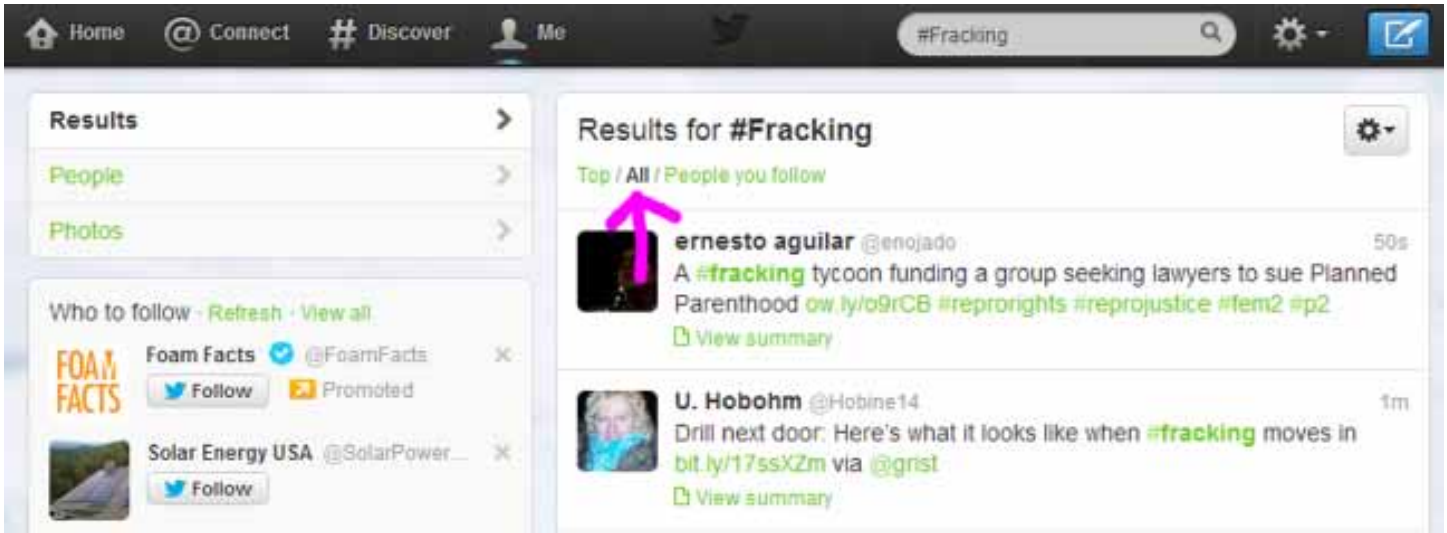 Home @ Connect # Discover Me #Fracking
Results
People
Photos
Who to follow · Refresh · View all
FOAM FACTS
Foam Facts @FoamFacts
Follow Promoted
Solar Energy USA @SolarPower...
Follow
Results for #Fracking
Top / All / People you follow
ernesto aguilar @enojado 50s
A #fracking tycoon funding a group seeking lawyers to sue Planned
Parenthood ow.ly/o9rCB #reprorights #reprojustice #fem2 #p2
View summary
U. Hobohm @Hobine14 1m
Drill next door: Here's what it looks like when #fracking moves in
bit.ly/17ssXZm via @grist
View summary